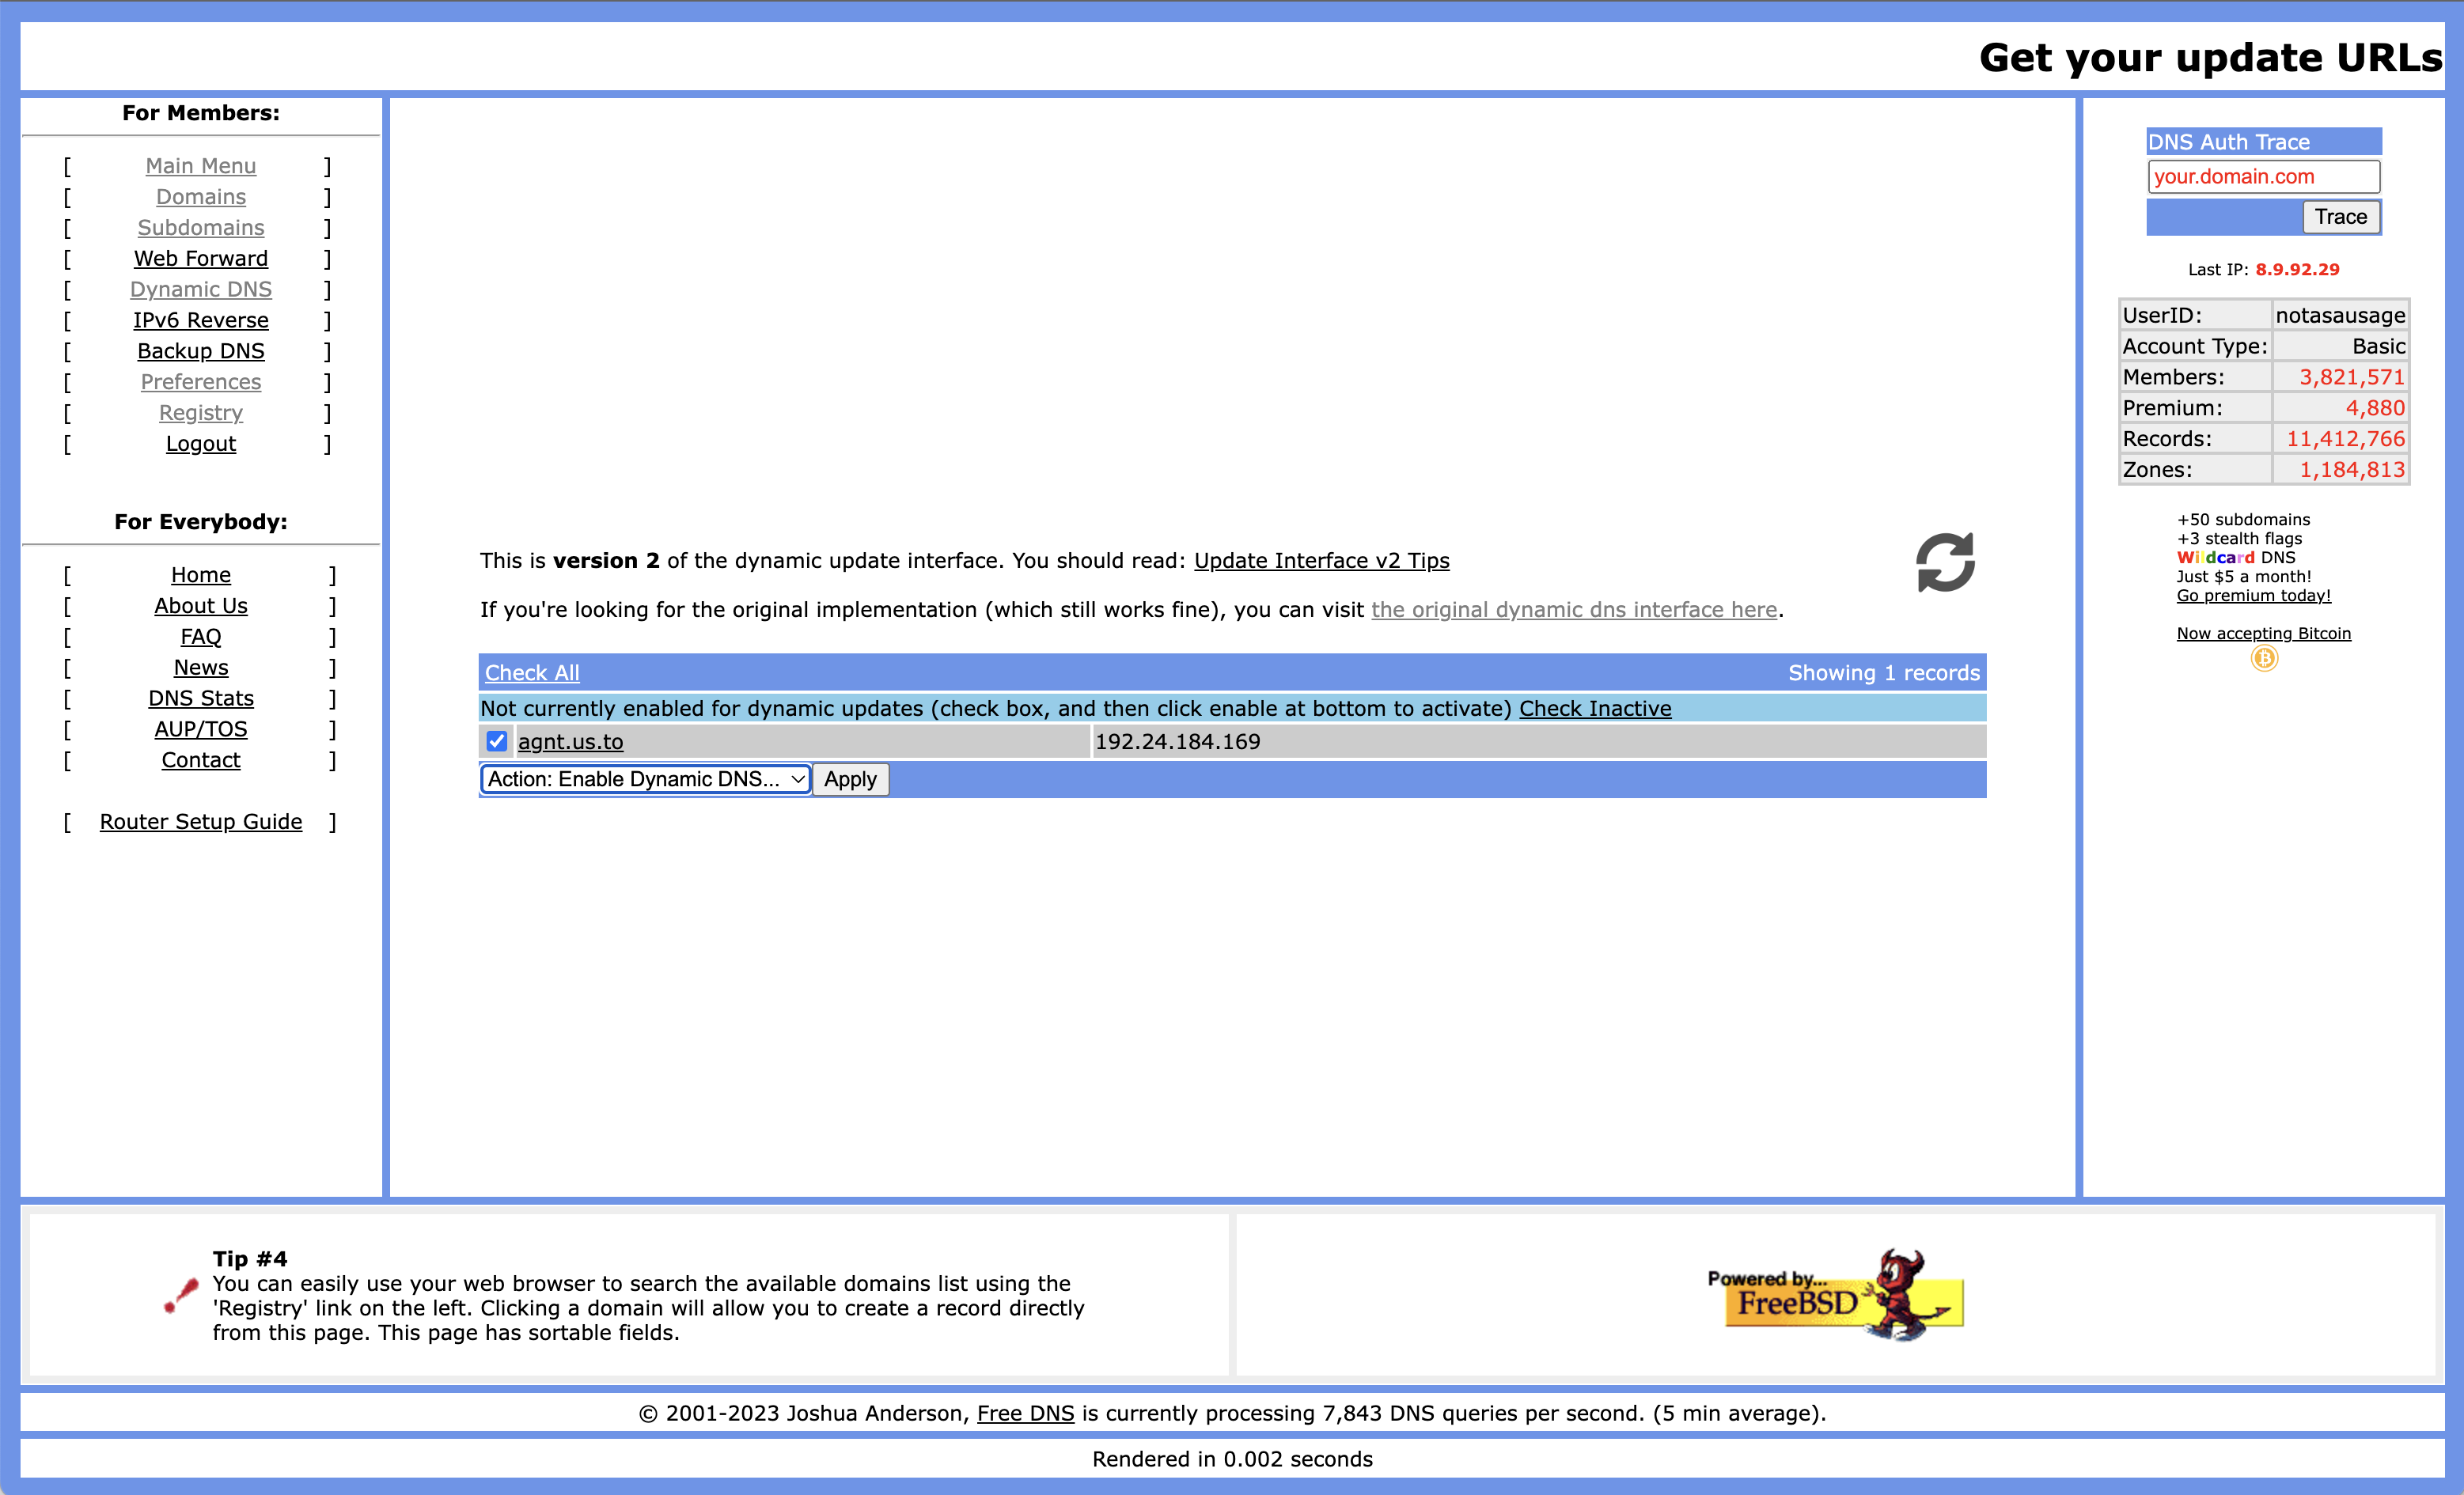 Get your update URLs
For Members:
[ Main Menu ]
[ Domains ]
[ Subdomains ]
[ Web Forward ]
[ Dynamic DNS ]
[ IPv6 Reverse ]
[ Backup DNS ]
[ Preferences ]
[ Registry ]
[ Logout ]
For Everybody:
[ Home ]
[ About Us ]
[ FAQ ]
[ News ]
[ DNS Stats ]
[ AUP/TOS ]
[ Contact ]
[ Router Setup Guide ]
This is version 2 of the dynamic update interface. You should read: Update Interface v2 Tips
If you're looking for the original implementation (which still works fine), you can visit the original dynamic dns interface here.
Check All Showing 1 records
Not currently enabled for dynamic updates (check box, and then click enable at bottom to activate) Check Inactive
agnt.us.to 192.24.184.169
Action: Enable Dynamic DNS... Apply
DNS Auth Trace
your.domain.com
Trace
Last IP: 8.9.92.29
UserID: notasausage
Account Type: Basic
Members: 3,821,571
Premium: 4,880
Records: 11,412,766
Zones: 1,184,813
+50 subdomains
+3 stealth flags
Wildcard DNS
Just $5 a month!
Go premium today!
Now accepting Bitcoin
Tip #4
You can easily use your web browser to search the available domains list using the
'Registry' link on the left. Clicking a domain will allow you to create a record directly
from this page. This page has sortable fields.
Powered by...
FreeBSD
© 2001-2023 Joshua Anderson, Free DNS is currently processing 7,843 DNS queries per second. (5 min average).
Rendered in 0.002 seconds